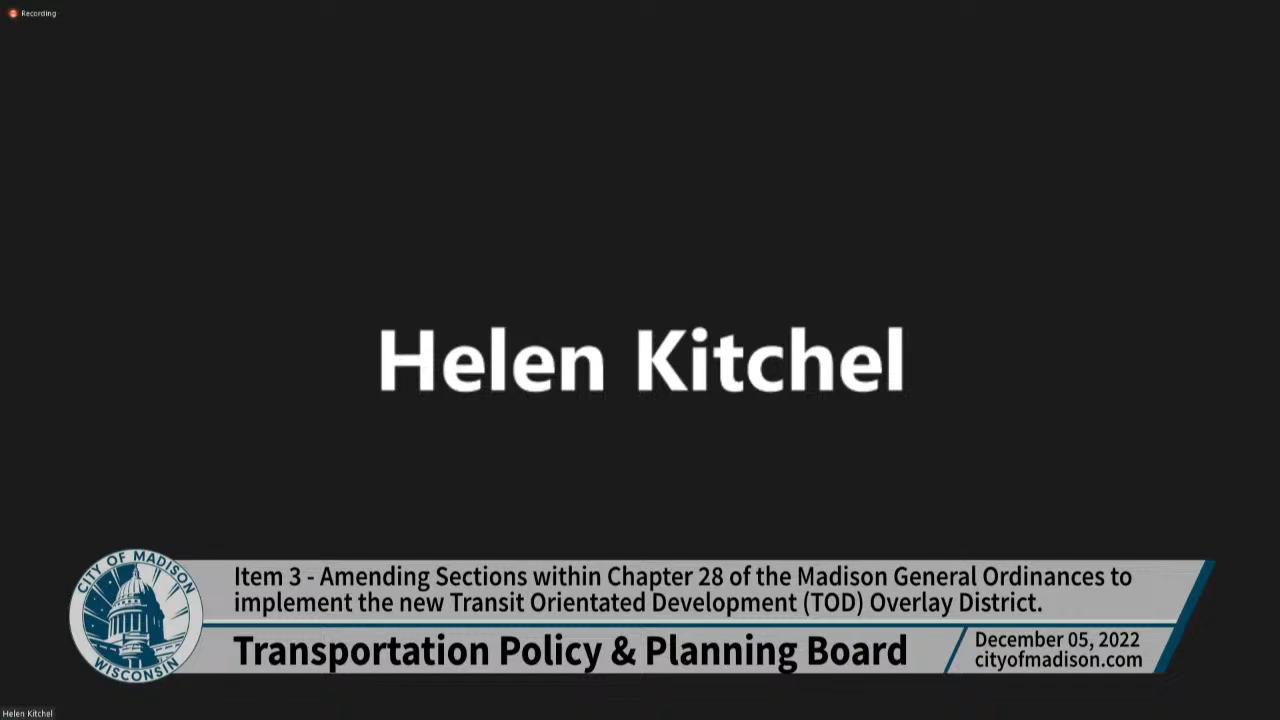 Recording
Helen Kitchel
CITY OF MADISON
WISCONSIN
Item 3 - Amending Sections within Chapter 28 of the Madison General Ordinances to
implement the new Transit Orientated Development (TOD) Overlay District.
Transportation Policy & Planning Board
December 05, 2022
cityofmadison.com
Helen Kitchel